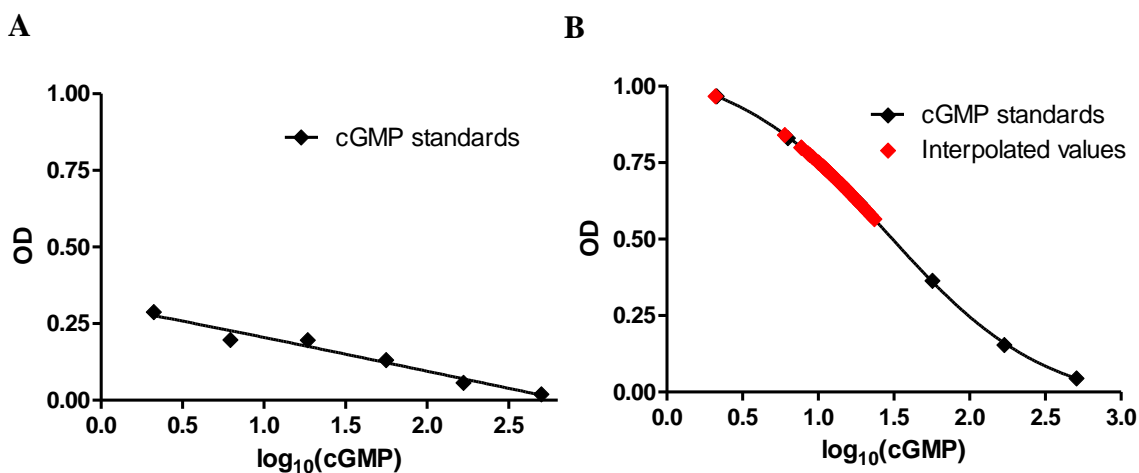 A
1.00
0.75
0.50
0.25
0.00
OD
cGMP standards
0.0 0.5 1.0 1.5 2.0 2.5
log10(cGMP)
B
1.00
0.75
0.50
0.25
0.00
OD
cGMP standards
Interpolated values
0.0 0.5 1.0 1.5 2.0 2.5 3.0
log10(cGMP)